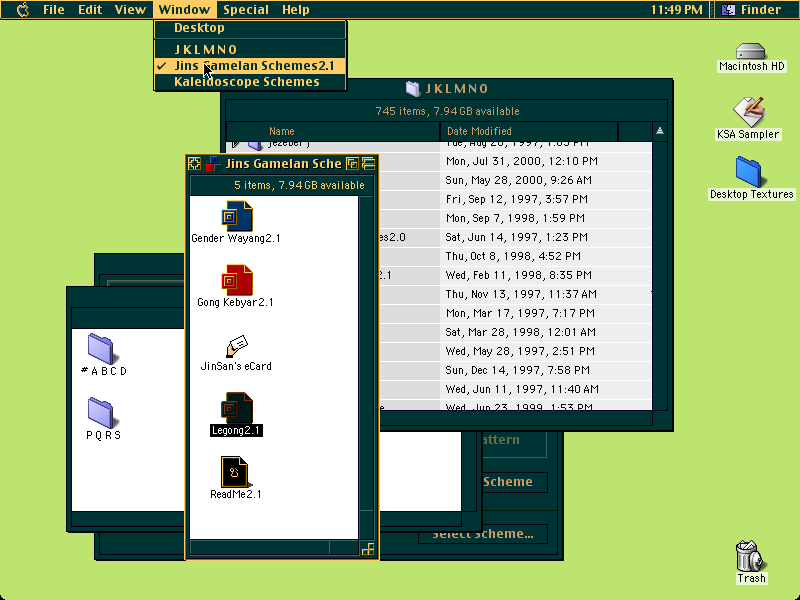 File Edit View Window Special Help 11:49 PM Finder
Desktop
J K L M N O
✓ Jins Gamelan Schemes2.1
Kaleidoscope Schemes
Macintosh HD
KSA Sampler
Desktop Textures
Trash
J K L M N O
745 items, 7.94 GB available
Name Date Modified
jezeberj Tue, Aug 26, 1997, 1:05 PM
Mon, Jul 31, 2000, 12:10 PM
Sun, May 28, 2000, 9:26 AM
Fri, Sep 12, 1997, 3:57 PM
Mon, Sep 7, 1998, 1:59 PM
es2.0 Sat, Jun 14, 1997, 1:23 PM
Thu, Oct 8, 1998, 4:52 PM
2.1 Wed, Feb 11, 1998, 8:35 PM
Thu, Nov 13, 1997, 11:37 AM
Mon, Mar 17, 1997, 7:17 PM
Sat, Mar 28, 1998, 12:01 AM
Wed, May 28, 1997, 2:51 PM
Sun, Dec 14, 1997, 7:58 PM
Wed, Jun 11, 1997, 11:40 AM
Wed, Jun 23, 1999, 1:53 PM
Jins Gamelan Sche
5 items, 7.94 GB available
Gender Wayang2.1
Gong Kebyar2.1
JinSan's eCard
Legong2.1
ReadMe2.1
# A B C D
P Q R S
attern
Scheme
Select Scheme...